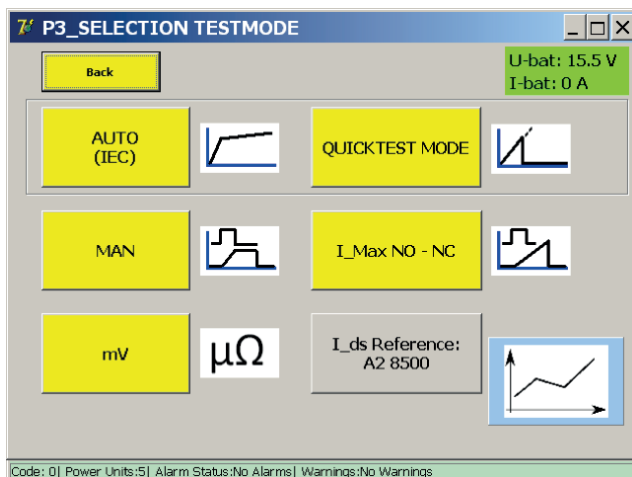 P3_SELECTION TESTMODE
Back
U-bat: 15.5 V
I-bat: 0 A
AUTO
(IEC)
QUICKTEST MODE
MAN
I_Max NO - NC
mV
μΩ
I_ds Reference:
A2 8500
Code: 0| Power Units:5| Alarm Status:No Alarms| Warnings:No Warnings